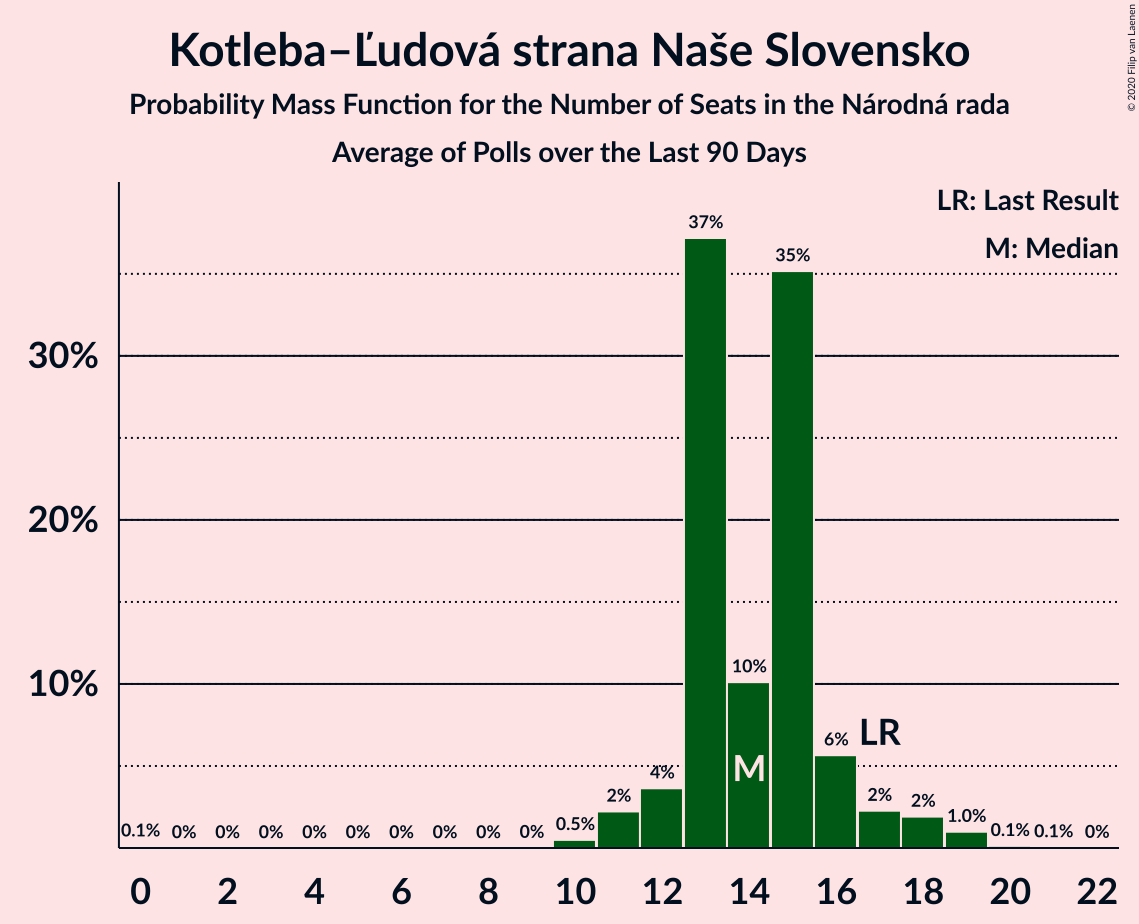 Kotleba–Ľudová strana Naše Slovensko
Probability Mass Function for the Number of Seats in the Národná rada
Average of Polls over the Last 90 Days
© 2020 Filip van Laenen
LR: Last Result
M: Median
37%
35%
30%
20%
10%
10%
LR
6%
M
4%
2%
2%
2%
1.0%
0.5%
0.1% 0% 0% 0% 0% 0% 0% 0% 0% 0% 0.1% 0.1% 0%
0 2 4 6 8 10 12 14 16 18 20 22